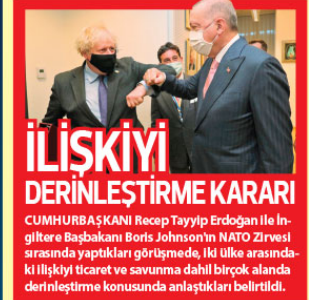 İLİŞKİYİ
DERİNLEŞTİRME KARARI
CUMHURBAŞKANI Recep Tayyip Erdoğan ile İn-
giltere Başbakanı Boris Johnson'ın NATO Zirvesi
sırasında yaptıkları görüşmede, iki ülke arasında-
ki ilişkiyi ticaret ve savunma dahil birçok alanda
derinleştirme konusunda anlaştıkları belirtildi.